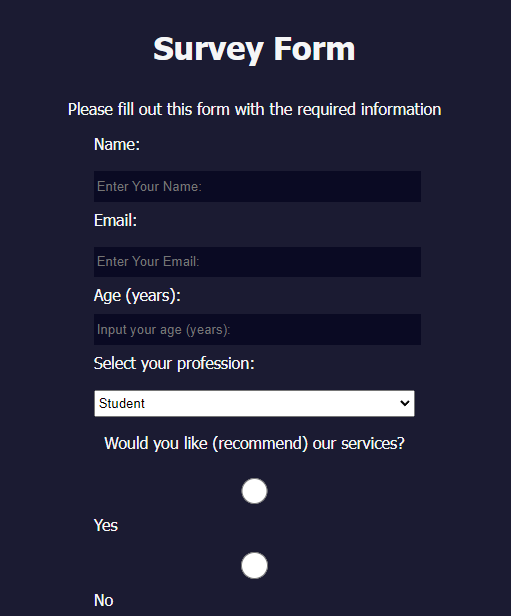 Survey Form
Please fill out this form with the required information
Name:
Enter Your Name:
Email:
Enter Your Email:
Age (years):
Input your age (years):
Select your profession:
Student
Would you like (recommend) our services?
Yes
No